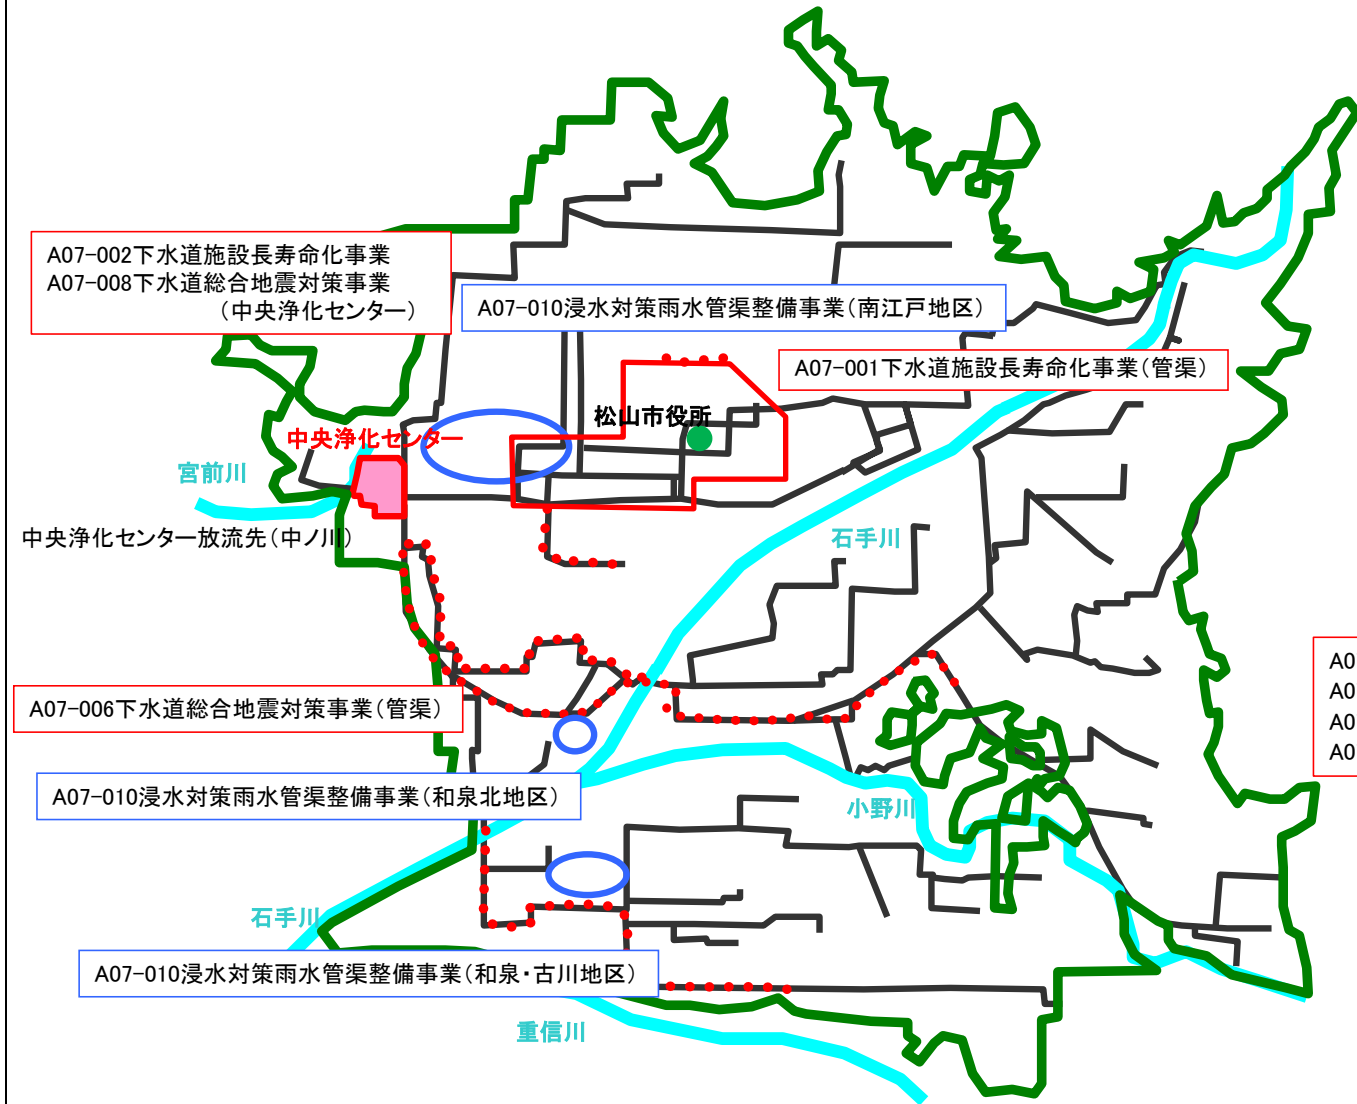 A07-002下水道施設長寿命化事業
A07-008下水道総合地震対策事業
（中央浄化センター）
A07-010浸水対策雨水管渠整備事業（南江戸地区）
A07-001下水道施設長寿命化事業（管渠）
松山市役所
中央浄化センター
宮前川
中央浄化センター放流先（中ノ川）
石手川
A0
A0
A0
A0
A07-006下水道総合地震対策事業（管渠）
A07-010浸水対策雨水管渠整備事業（和泉北地区）
小野川
石手川
A07-010浸水対策雨水管渠整備事業（和泉・古川地区）
重信川